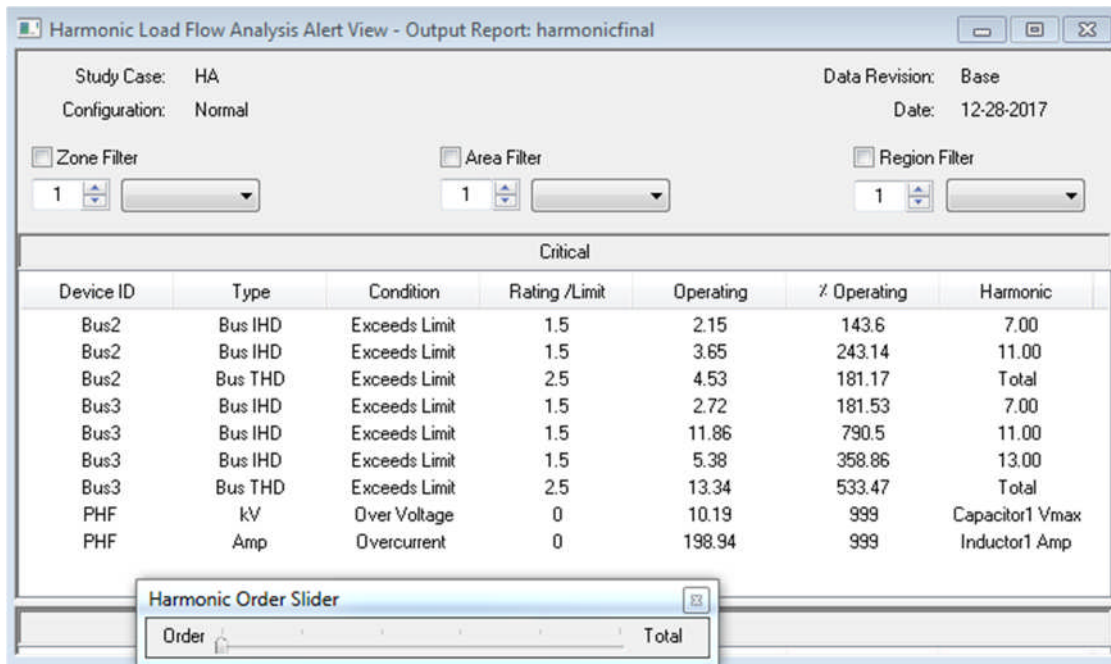 Harmonic Load Flow Analysis Alert View - Output Report: harmonicfinal
Study Case: HA Data Revision: Base
Configuration: Normal Date: 12-28-2017
Zone Filter Area Filter Region Filter
1 1 1
Critical
Device ID Type Condition Rating /Limit Operating % Operating Harmonic
Bus2 Bus IHD Exceeds Limit 1.5 2.15 143.6 7.00
Bus2 Bus IHD Exceeds Limit 1.5 3.65 243.14 11.00
Bus2 Bus THD Exceeds Limit 2.5 4.53 181.17 Total
Bus3 Bus IHD Exceeds Limit 1.5 2.72 181.53 7.00
Bus3 Bus IHD Exceeds Limit 1.5 11.86 790.5 11.00
Bus3 Bus IHD Exceeds Limit 1.5 5.38 358.86 13.00
Bus3 Bus THD Exceeds Limit 2.5 13.34 533.47 Total
PHF kV Over Voltage 0 10.19 999 Capacitor1 Vmax
PHF Amp Overcurrent 0 198.94 999 Inductor1 Amp
Harmonic Order Slider
Order Total